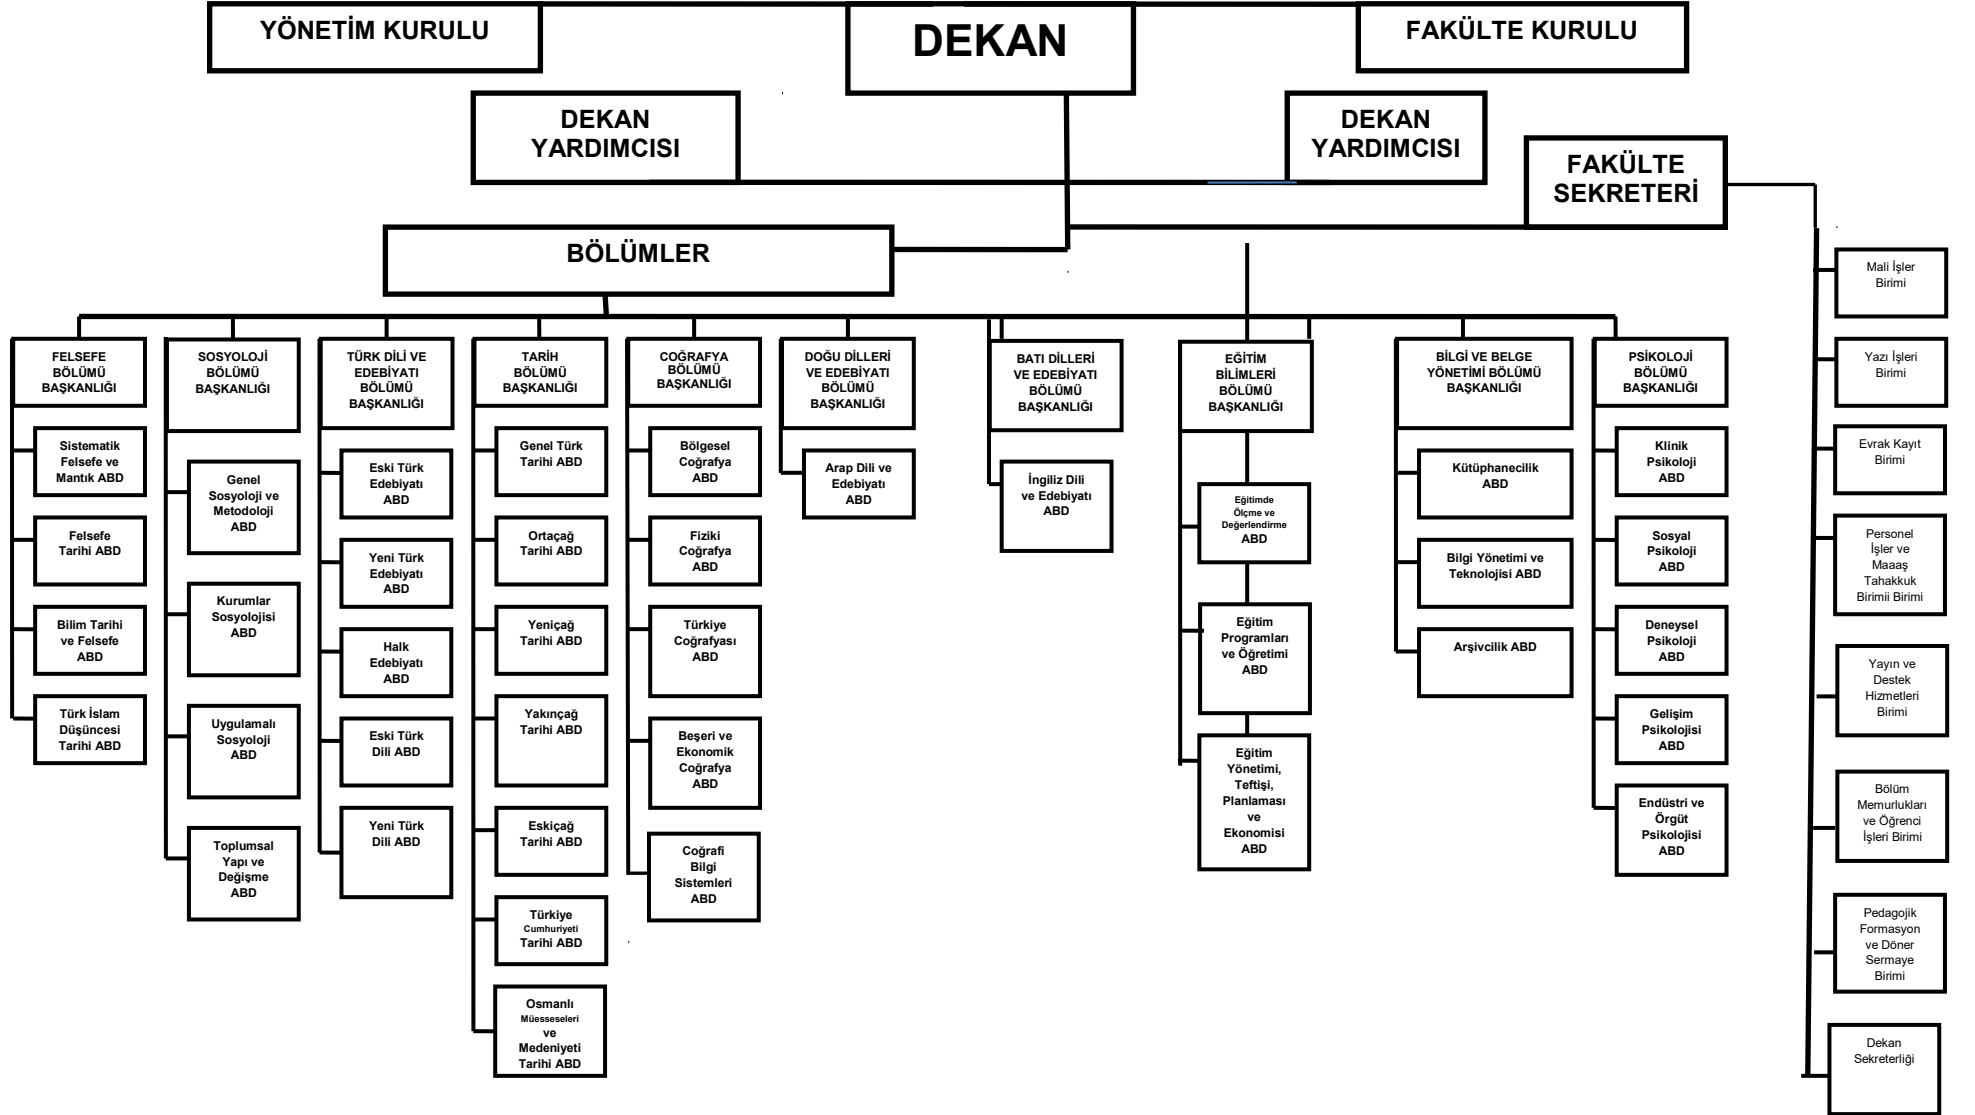 YÖNETİM KURULU
DEKAN
FAKÜLTE KURULU
DEKAN
YARDIMCISI
DEKAN
YARDIMCISI
FAKÜLTE
SEKRETERİ
BÖLÜMLER
FELSEFE
BÖLÜMÜ
BAŞKANLIĞI
Sistematik
Felsefe ve
Mantık ABD
Felsefe
Tarihi ABD
Bilim Tarihi
ve Felsefe
ABD
Türk İslam
Düşüncesi
Tarihi ABD
SOSYOLOJİ
BÖLÜMÜ
BAŞKANLIĞI
Genel
Sosyoloji ve
Metodoloji
ABD
Kurumlar
Sosyolojisi
ABD
Uygulamalı
Sosyoloji
ABD
Toplumsal
Yapı ve
Değişme
ABD
TÜRK DİLİ VE
EDEBİYATI
BÖLÜMÜ
BAŞKANLIĞI
Eski Türk
Edebiyatı
ABD
Yeni Türk
Edebiyatı
ABD
Halk
Edebiyatı
ABD
Eski Türk
Dili ABD
Yeni Türk
Dili ABD
TARİH
BÖLÜMÜ
BAŞKANLIĞI
Genel Türk
Tarihi ABD
Ortaçağ
Tarihi ABD
Yeniçağ
Tarihi ABD
Yakınçağ
Tarihi ABD
Eskiçağ
Tarihi ABD
Türkiye
Cumhuriyeti
Tarihi ABD
Osmanlı
Müesseseleri
ve
Medeniyeti
Tarihi ABD
COĞRAFYA
BÖLÜMÜ
BAŞKANLIĞI
Bölgesel
Coğrafya
ABD
Fiziki
Coğrafya
ABD
Türkiye
Coğrafyası
ABD
Beşeri ve
Ekonomik
Coğrafya
ABD
Coğrafi
Bilgi
Sistemleri
ABD
DOĞU DİLLERİ
VE EDEBİYATI
BÖLÜMÜ
BAŞKANLIĞI
Arap Dili ve
Edebiyatı
ABD
BATI DİLLERİ
VE EDEBİYATI
BÖLÜMÜ
BAŞKANLIĞI
İngiliz Dili
ve Edebiyatı
ABD
EĞİTİM
BİLİMLERİ
BÖLÜMÜ
BAŞKANLIĞI
Eğitimde
Ölçme ve
Değerlendirme
ABD
Eğitim
Programları
ve Öğretimi
ABD
Eğitim
Yönetimi,
Teftişi,
Planlaması
ve
Ekonomisi
ABD
BİLGİ VE BELGE
YÖNETİMİ BÖLÜMÜ
BAŞKANLIĞI
Kütüphanecilik
ABD
Bilgi Yönetimi ve
Teknolojisi ABD
Arşivcilik ABD
PSİKOLOJİ
BÖLÜMÜ
BAŞKANLIĞI
Klinik
Psikoloji
ABD
Sosyal
Psikoloji
ABD
Deneysel
Psikoloji
ABD
Gelişim
Psikolojisi
ABD
Endüstri ve
Örgüt
Psikolojisi
ABD
Mali İşler
Birimi
Yazı İşleri
Birimi
Evrak Kayıt
Birimi
Personel
İşler ve
Maaaş
Tahakkuk
Birimii Birimi
Yayın ve
Destek
Hizmetleri
Birimi
Bölüm
Memurlukları
ve Öğrenci
İşleri Birimi
Pedagojik
Formasyon
ve Döner
Sermaye
Birimi
Dekan
Sekreterliği